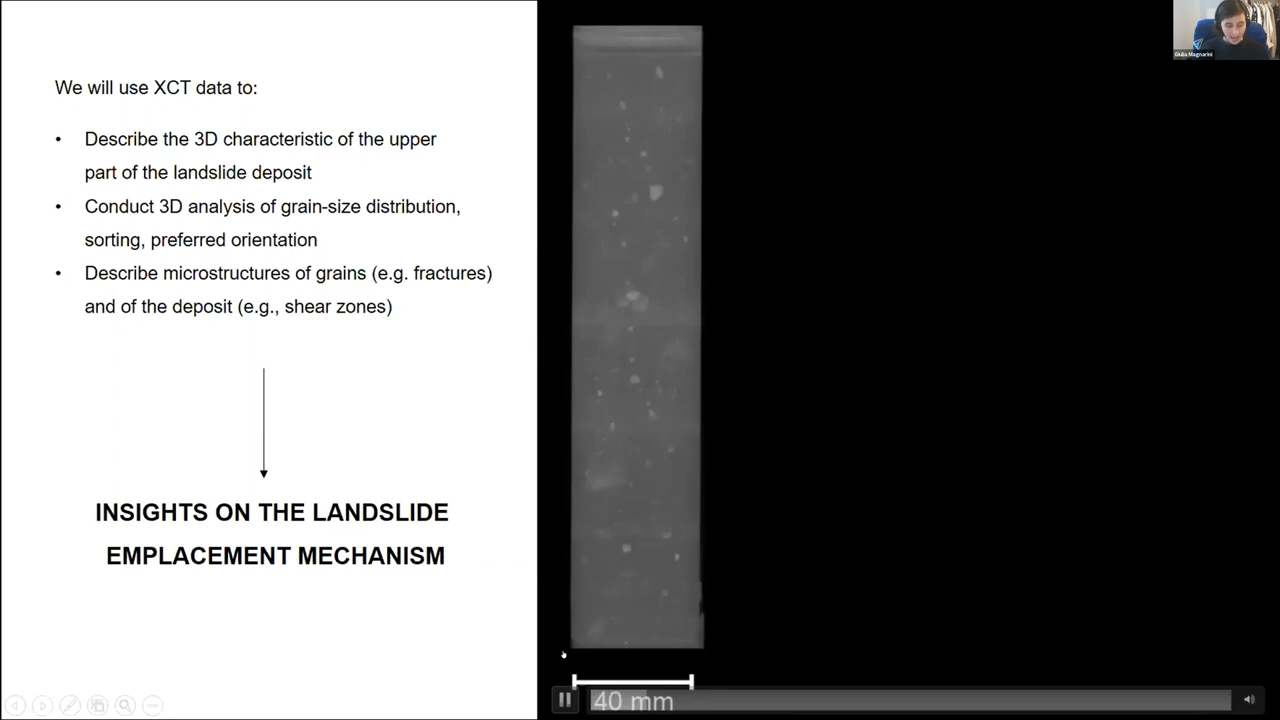 We will use XCT data to:
• Describe the 3D characteristic of the upper
part of the landslide deposit
• Conduct 3D analysis of grain-size distribution,
sorting, preferred orientation
• Describe microstructures of grains (e.g. fractures)
and of the deposit (e.g., shear zones)
INSIGHTS ON THE LANDSLIDE
EMPLACEMENT MECHANISM
40 mm
Giulia Magnarini